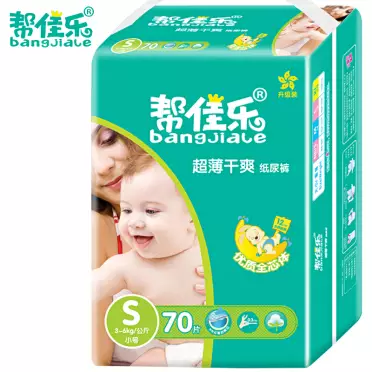 帮佳乐®
bangJiaLe
S 70
升级装
帮佳乐®
bangJiaLe
超薄干爽 纸尿裤
优质全芯体
S
3-6kg/公斤
小号
70片
帮佳乐